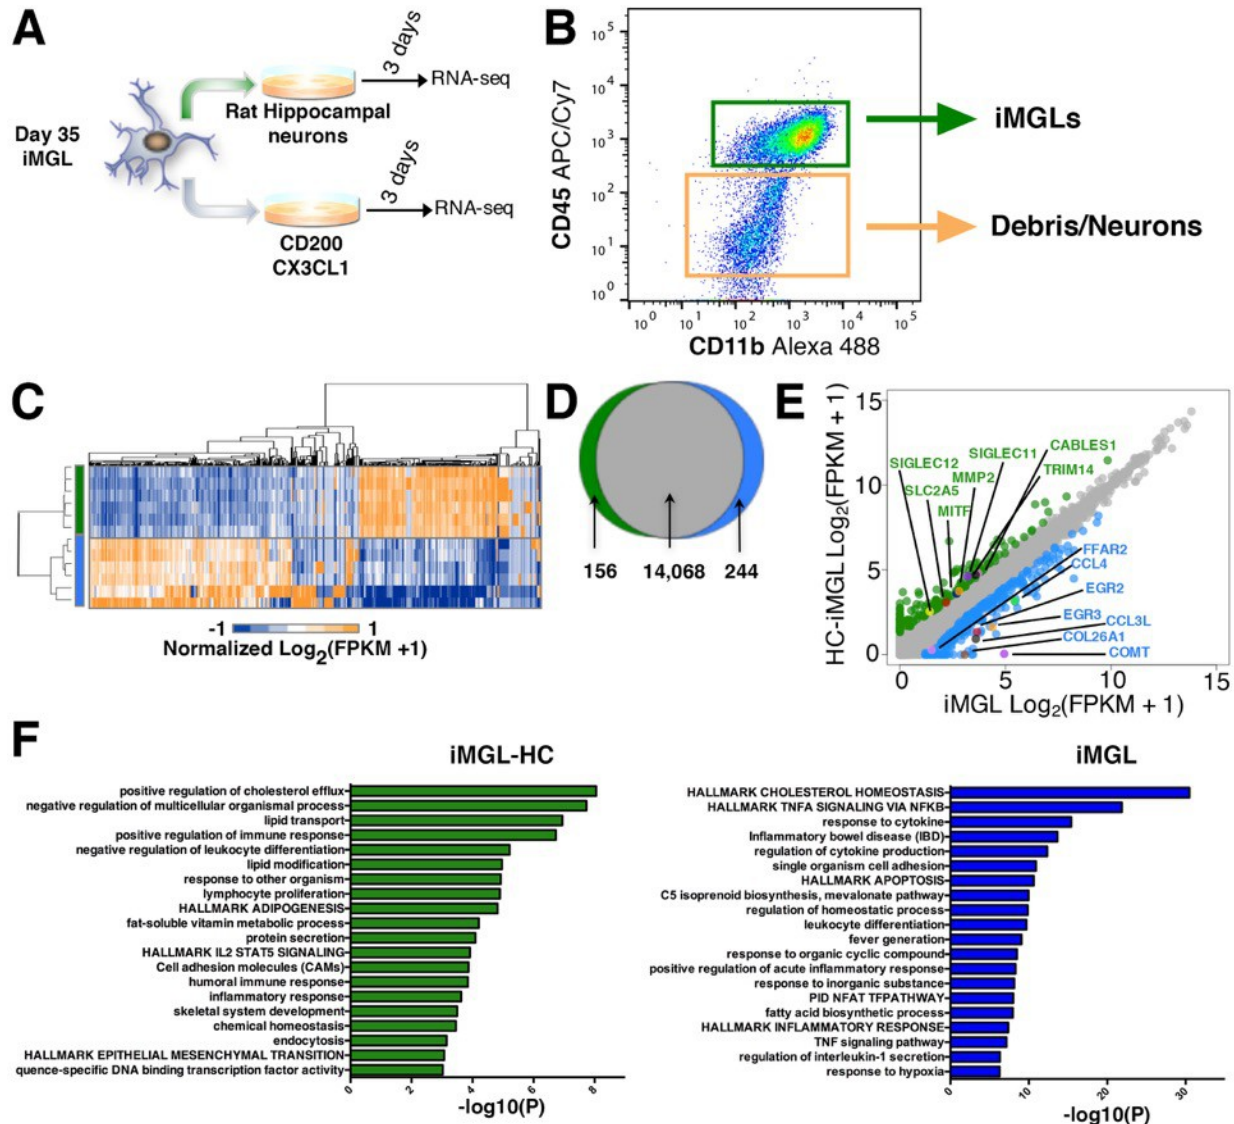 A
Day 35
iMGL
3 days
RNA-seq
Rat Hippocampal
neurons
3 days
RNA-seq
CD200
CX3CL1
B
CD45 APC/Cy7
10^5
10^4
10^3
10^2
10^1
10^0
10^0 10^1 10^2 10^3 10^4 10^5
CD11b Alexa 488
iMGLs
Debris/Neurons
C
-1 1
Normalized Log2(FPKM +1)
D
156 14,068 244
E
HC-iMGL Log2(FPKM + 1)
15
10
5
0
SIGLEC12
SLC2A5
MITF
MMP2
SIGLEC11
CABLES1
TRIM14
FFAR2
CCL4
EGR2
EGR3
CCL3L
COL26A1
COMT
0 5 10 15
iMGL Log2(FPKM + 1)
F
iMGL-HC
positive regulation of cholesterol efflux
negative regulation of multicellular organismal process
lipid transport
positive regulation of immune response
negative regulation of leukocyte differentiation
lipid modification
response to other organism
lymphocyte proliferation
HALLMARK ADIPOGENESIS
fat-soluble vitamin metabolic process
protein secretion
HALLMARK IL2 STAT5 SIGNALING
Cell adhesion molecules (CAMs)
humoral immune response
inflammatory response
skeletal system development
chemical homeostasis
endocytosis
HALLMARK EPITHELIAL MESENCHYMAL TRANSITION
quence-specific DNA binding transcription factor activity
0 2 4 6 8
-log10(P)
iMGL
HALLMARK CHOLESTEROL HOMEOSTASIS
HALLMARK TNFA SIGNALING VIA NFKB
response to cytokine
Inflammatory bowel disease (IBD)
regulation of cytokine production
single organism cell adhesion
HALLMARK APOPTOSIS
C5 isoprenoid biosynthesis, mevalonate pathway
regulation of homeostatic process
leukocyte differentiation
fever generation
response to organic cyclic compound
positive regulation of acute inflammatory response
response to inorganic substance
PID NFAT TFPATHWAY
fatty acid biosynthetic process
HALLMARK INFLAMMATORY RESPONSE
TNF signaling pathway
regulation of interleukin-1 secretion
response to hypoxia
0 10 20 30
-log10(P)